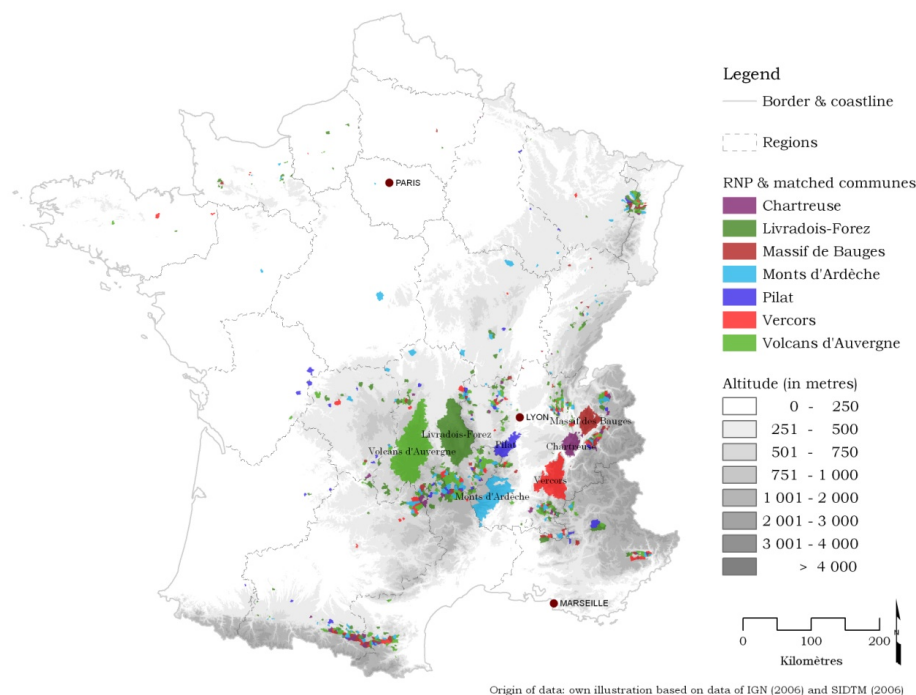 Legend
Border & coastline
Regions
RNP & matched communes
Chartreuse
Livradois-Forez
Massif de Bauges
Monts d'Ardèche
Pilat
Vercors
Volcans d'Auvergne
Altitude (in metres)
0 - 250
251 - 500
501 - 750
751 - 1 000
1 001 - 2 000
2 001 - 3 000
3 001 - 4 000
> 4 000
PARIS
LYON
Massif des Bauges
Livradois-Forez
Pilat
Chartreuse
Volcans d'Auvergne
Vercors
Monts d'Ardèche
MARSEILLE
N
0 100 200
Kilomètres
Origin of data: own illustration based on data of IGN (2006) and SIDTM (2006)